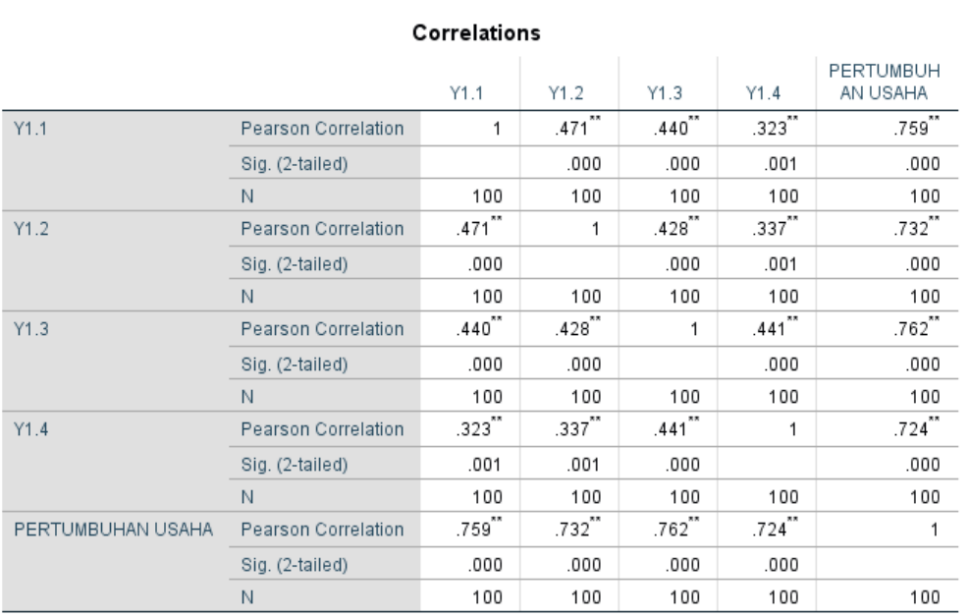 Correlations
Y1.1 Y1.2 Y1.3 Y1.4 PERTUMBUH
AN USAHA
Y1.1 Pearson Correlation 1 .471** .440** .323** .759**
Sig. (2-tailed) .000 .000 .001 .000
N 100 100 100 100 100
Y1.2 Pearson Correlation .471** 1 .428** .337** .732**
Sig. (2-tailed) .000 .000 .001 .000
N 100 100 100 100 100
Y1.3 Pearson Correlation .440** .428** 1 .441** .762**
Sig. (2-tailed) .000 .000 .000 .000
N 100 100 100 100 100
Y1.4 Pearson Correlation .323** .337** .441** 1 .724**
Sig. (2-tailed) .001 .001 .000 .000
N 100 100 100 100 100
PERTUMBUHAN USAHA Pearson Correlation .759** .732** .762** .724** 1
Sig. (2-tailed) .000 .000 .000 .000
N 100 100 100 100 100